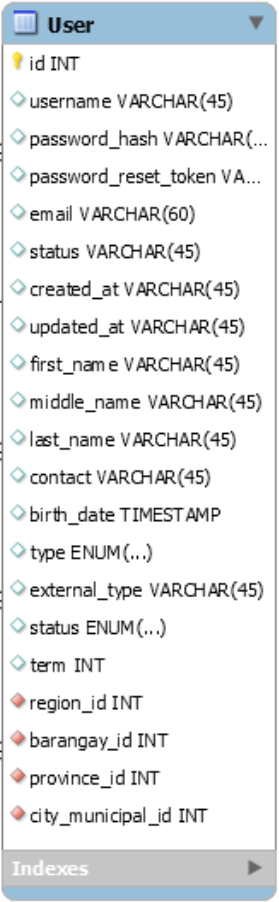 User
id INT
username VARCHAR(45)
password_hash VARCHAR(...
password_reset_token VA...
email VARCHAR(60)
status VARCHAR(45)
created_at VARCHAR(45)
updated_at VARCHAR(45)
first_name VARCHAR(45)
middle_name VARCHAR(45)
last_name VARCHAR(45)
contact VARCHAR(45)
birth_date TIMESTAMP
type ENUM(...)
external_type VARCHAR(45)
status ENUM(...)
term INT
region_id INT
barangay_id INT
province_id INT
city_municipal_id INT
Indexes